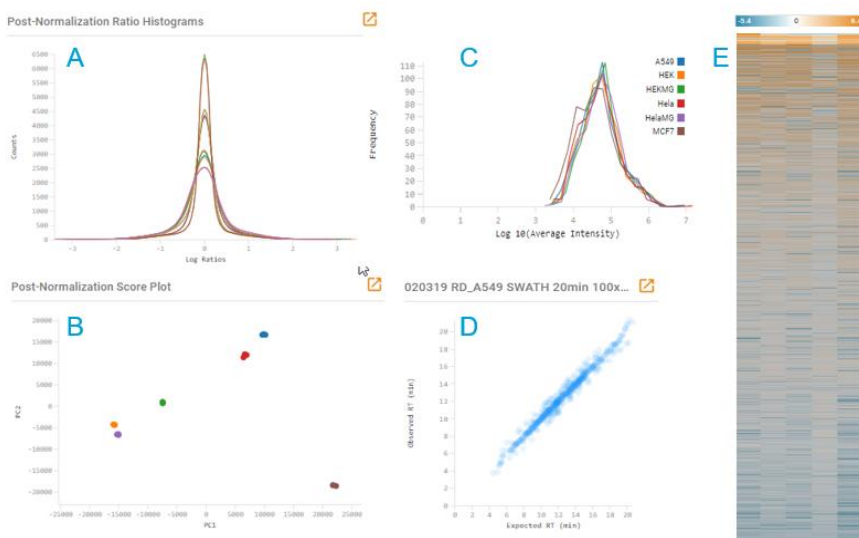 Post-Normalization Ratio Histograms
A
6500
6000
5500
5000
4500
4000
3500
3000
2500
2000
1500
1000
500
0
Counts
-3
-2
-1
0
1
2
3
Log Ratios
C
110
100
90
80
70
60
50
40
30
20
10
0
Frequency
A549
HEK
HEKMG
Hela
HelaMG
MCF7
0
1
2
3
4
5
6
7
Log 10(Average Intensity)
E
0
Post-Normalization Score Plot
B
20000
15000
10000
5000
0
-5000
-10000
-15000
-20000
PC2
-25000 -20000 -15000 -10000 -5000 0 5000 10000 15000 20000 25000
PC1
020319 RD_A549 SWATH 20min 100x...
D
20
18
16
14
12
10
8
6
4
2
0
Observed RT (min)
0 2 4 6 8 10 12 14 16 18 20
Expected RT (min)